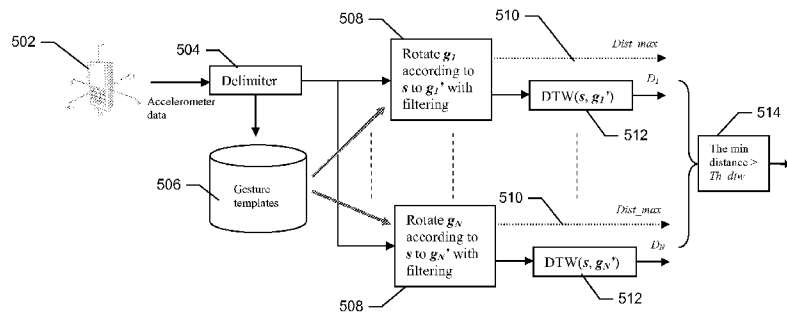 502
504
508
510
Dist_max
Delimiter
Accelerometer
data
Rotate g1
according to
s to g1' with
filtering
D1
DTW(s, g1')
512
514
The min
distance >
Th_dtw
506
Gesture
templates
510
Dist_max
Rotate gN
according to
s to gN' with
filtering
DN
DTW(s, gN')
512
508